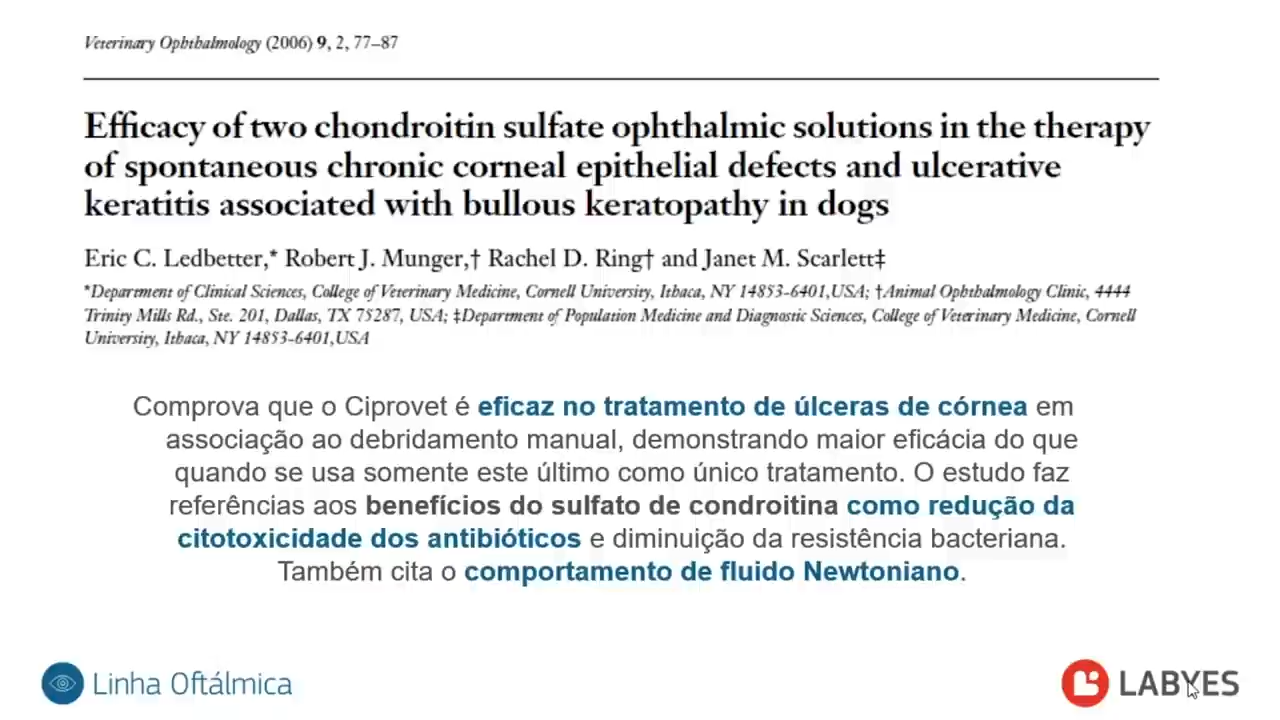 Veterinary Ophthalmology (2006) 9, 2, 77–87
Efficacy of two chondroitin sulfate ophthalmic solutions in the therapy
of spontaneous chronic corneal epithelial defects and ulcerative
keratitis associated with bullous keratopathy in dogs
Eric C. Ledbetter,* Robert J. Munger,† Rachel D. Ring† and Janet M. Scarlett‡
*Department of Clinical Sciences, College of Veterinary Medicine, Cornell University, Ithaca, NY 14853-6401,USA; †Animal Ophthalmology Clinic, 4444
Trinity Mills Rd., Ste. 201, Dallas, TX 75287, USA; ‡Department of Population Medicine and Diagnostic Sciences, College of Veterinary Medicine, Cornell
University, Ithaca, NY 14853-6401,USA
Comprova que o Ciprovet é eficaz no tratamento de úlceras de córnea em
associação ao debridamento manual, demonstrando maior eficácia do que
quando se usa somente este último como único tratamento. O estudo faz
referências aos benefícios do sulfato de condroitina como redução da
citotoxicidade dos antibióticos e diminuição da resistência bacteriana.
Também cita o comportamento de fluido Newtoniano.
Linha Oftálmica
LABYES